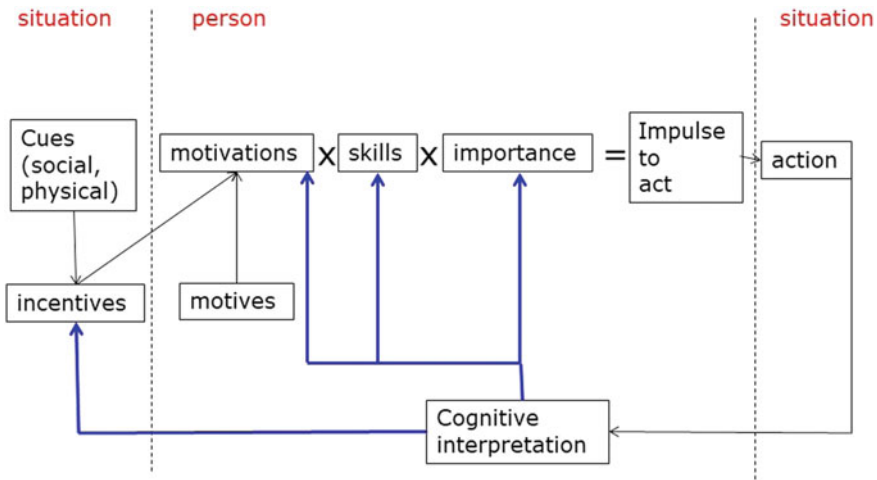 situation
person
situation
Cues
(social,
physical)
motivations x skills x importance = Impulse
to
act
action
incentives
motives
Cognitive
interpretation